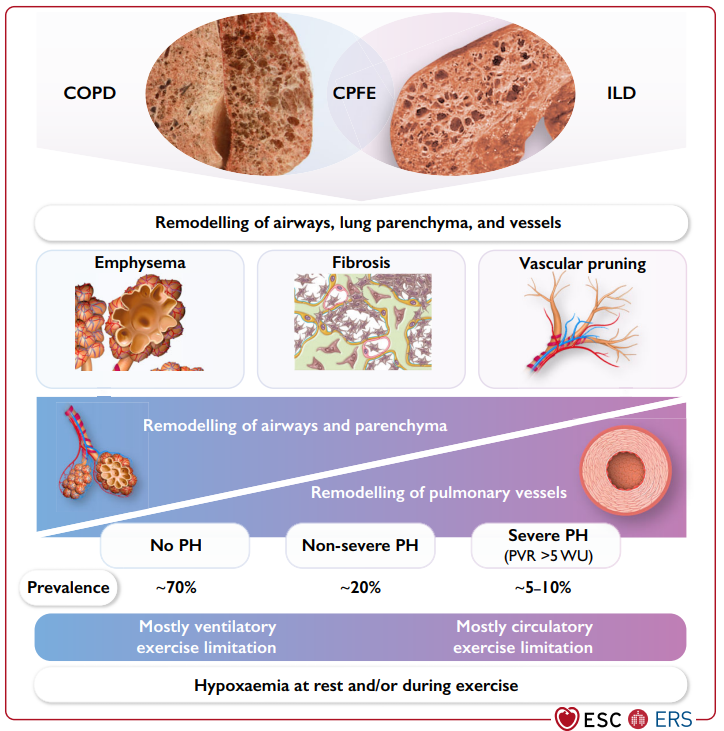 COPD
CPFE
ILD
Remodelling of airways, lung parenchyma, and vessels
Emphysema
Fibrosis
Vascular pruning
Remodelling of airways and parenchyma
Remodelling of pulmonary vessels
No PH
Non-severe PH
Severe PH
(PVR >5 WU)
Prevalence
~70%
~20%
~5–10%
Mostly ventilatory
exercise limitation
Mostly circulatory
exercise limitation
Hypoxaemia at rest and/or during exercise
ESC
ERS